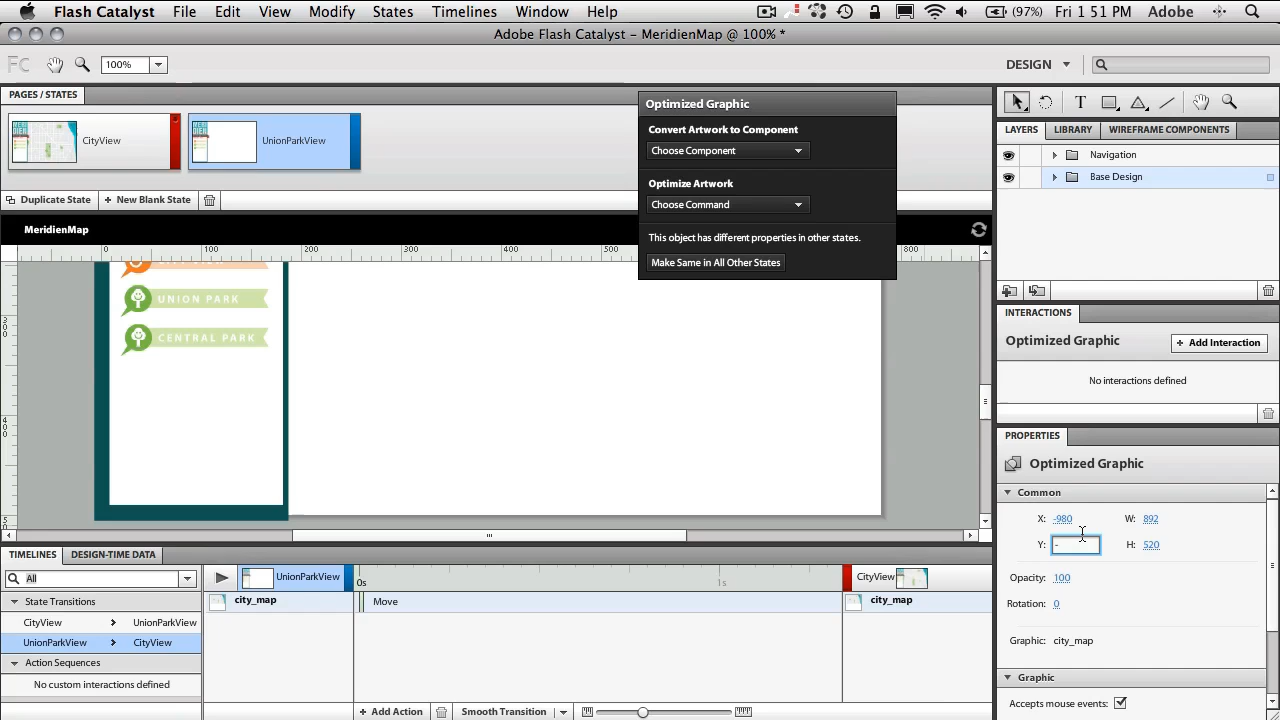 Flash Catalyst File Edit View Modify States Timelines Window Help (97%) Fri 1 51 PM Adobe
Adobe Flash Catalyst – MeridienMap @ 100% *
FC 100% DESIGN
PAGES / STATES
CityView UnionParkView
Duplicate State + New Blank State
MeridienMap
0 100 200 300 400 500 800
UNION PARK
CENTRAL PARK
Optimized Graphic
Convert Artwork to Component
Choose Component
Optimize Artwork
Choose Command
This object has different properties in other states.
Make Same in All Other States
LAYERS LIBRARY WIREFRAME COMPONENTS
Navigation
Base Design
INTERACTIONS
Optimized Graphic + Add Interaction
No interactions defined
PROPERTIES
Optimized Graphic
Common
X: -980 W: 892
Y: - H: 520
Opacity: 100
Rotation: 0
Graphic: city_map
Graphic
Accepts mouse events:
TIMELINES DESIGN-TIME DATA
All UnionParkView 0s 1s CityView
State Transitions city_map Move city_map
CityView > UnionParkView
UnionParkView > CityView
Action Sequences
No custom interactions defined
+ Add Action Smooth Transition